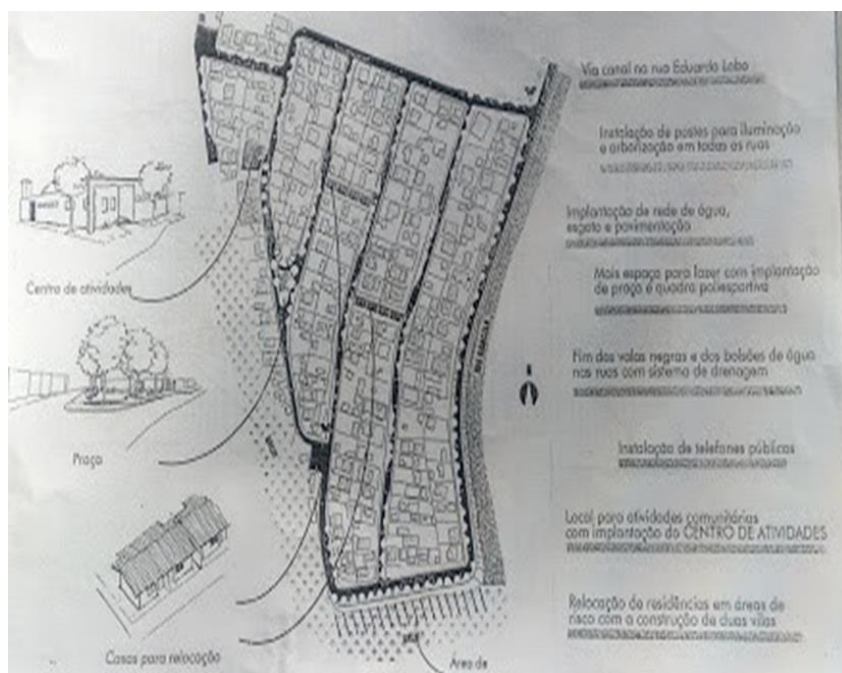 Via canal na rua Eduardo Lobo
Instalação de postes para iluminação
e arborização em todas as ruas
Implantação de rede de água,
esgoto e pavimentação
Mais espaço para lazer com implantação
de praça e quadra poliesportiva
Fim das valas negras e dos bolsões de água
nas ruas com sistema de drenagem
Instalação de telefones públicos
Local para atividades comunitárias
com implantação do CENTRO DE ATIVIDADES
Relocação de residências em áreas de
risco com a construção de duas vilas
Centro de atividades
Praça
Casas para relocação
Área de